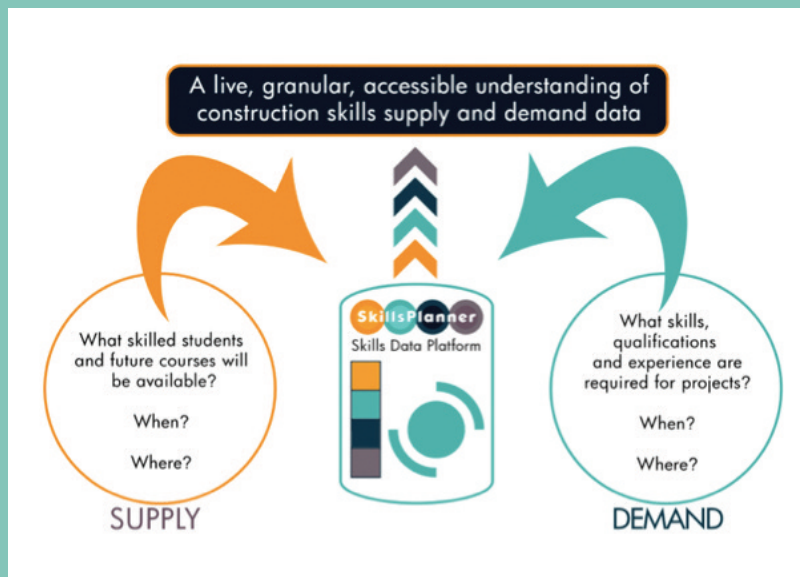 A live, granular, accessible understanding of
construction skills supply and demand data
What skilled students
and future courses will
be available?
When?
Where?
SUPPLY
SkillsPlanner
Skills Data Platform
What skills,
qualifications
and experience are
required for projects?
When?
Where?
DEMAND